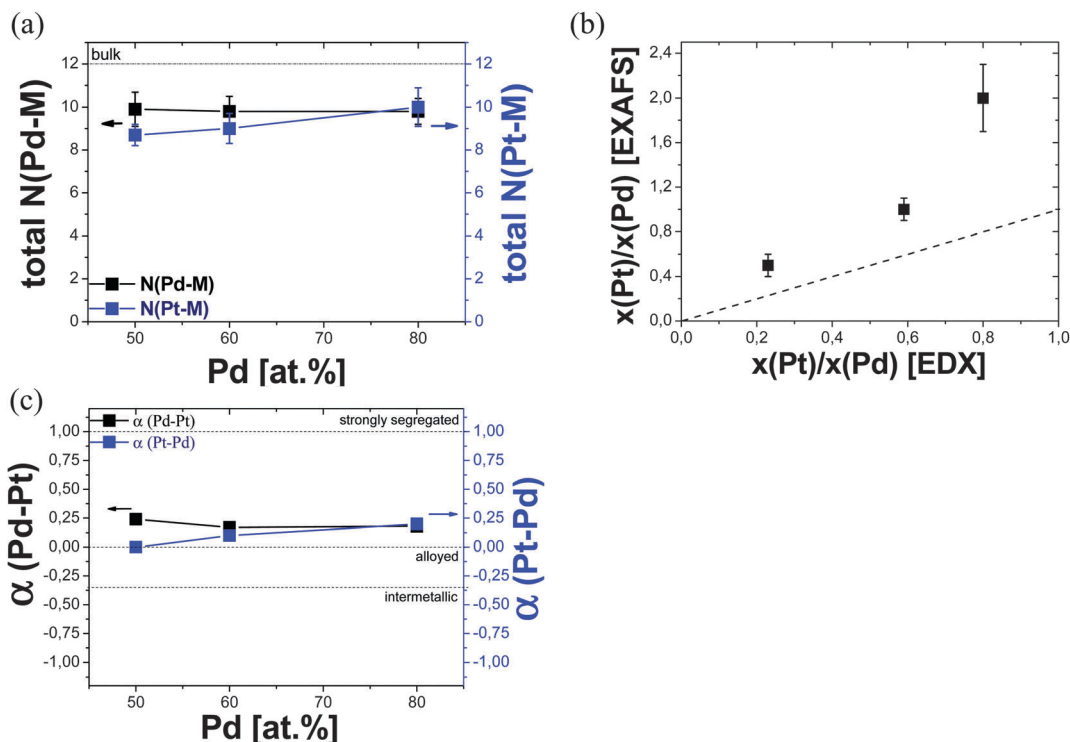 (a)
total N(Pd-M)
12
10
8
6
4
2
0
bulk
N(Pd-M)
N(Pt-M)
50
60
70
80
Pd [at.%]
12
10
8
6
4
2
0
total N(Pt-M)
(b)
x(Pt)/x(Pd) [EXAFS]
2,4
2,0
1,6
1,2
0,8
0,4
0,0
0,0
0,2
0,4
0,6
0,8
1,0
x(Pt)/x(Pd) [EDX]
(c)
α (Pd-Pt)
1,00
0,75
0,50
0,25
0,00
-0,25
-0,50
-0,75
-1,00
α (Pd-Pt)
α (Pt-Pd)
strongly segregated
alloyed
intermetallic
50
60
70
80
Pd [at.%]
1,00
0,75
0,50
0,25
0,00
-0,25
-0,50
-0,75
-1,00
α (Pt-Pd)